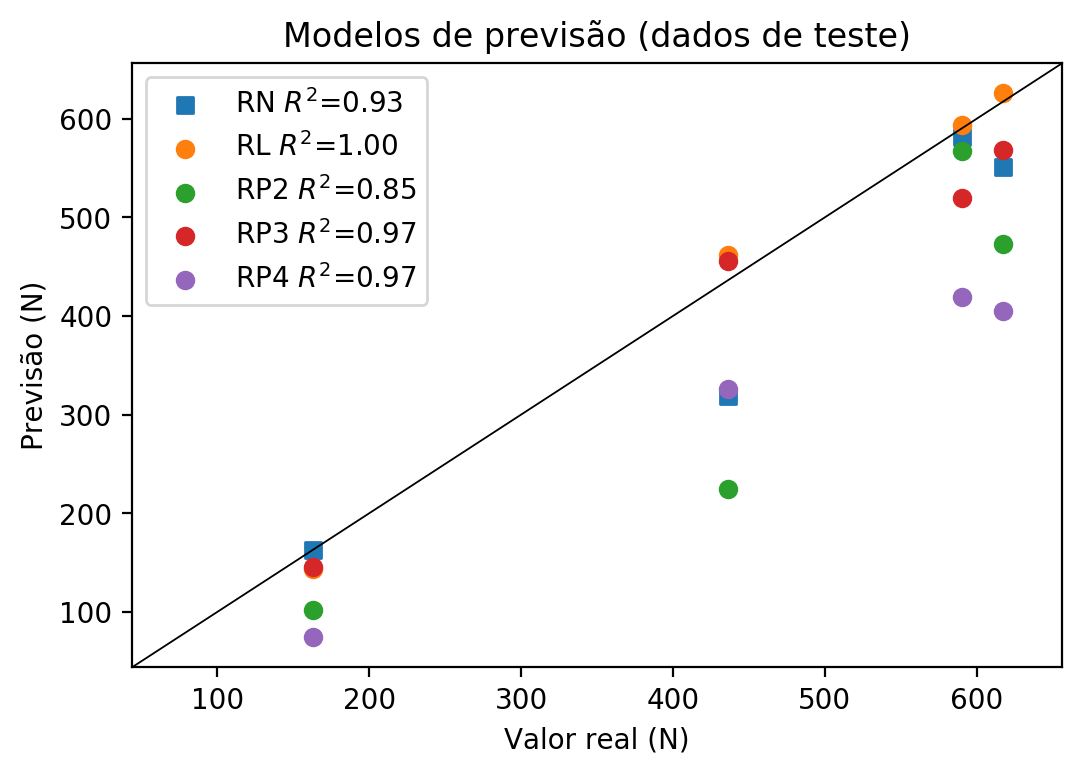 Modelos de previsão (dados de teste)
RN R²=0.93
RL R²=1.00
RP2 R²=0.85
RP3 R²=0.97
RP4 R²=0.97
Previsão (N)
600
500
400
300
200
100
100 200 300 400 500 600
Valor real (N)